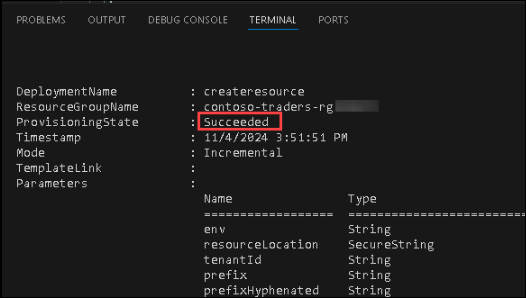 PROBLEMS OUTPUT DEBUG CONSOLE TERMINAL PORTS
DeploymentName : createresource
ResourceGroupName : contoso-traders-rg
ProvisioningState : Succeeded
Timestamp : 11/4/2024 3:51:51 PM
Mode : Incremental
TemplateLink :
Parameters :
Name Type
================== ==========================
env String
resourceLocation SecureString
tenantId String
prefix String
prefixHyphenated String